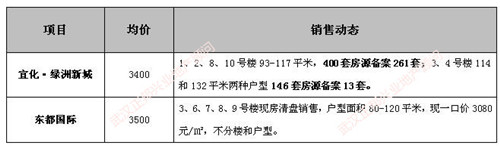 项目
均价
销售动态
宜化·绿洲新城
3400
1、2、8、10号楼93-117平米，400套房源备案261套；3、4号楼114
和132平米两种户型146套房源备案13套。
东都国际
3500
3、6、7、8、9号楼现房清盘销售，户型面积80-120平米，现一口价3080
元/㎡，不分楼和户型。